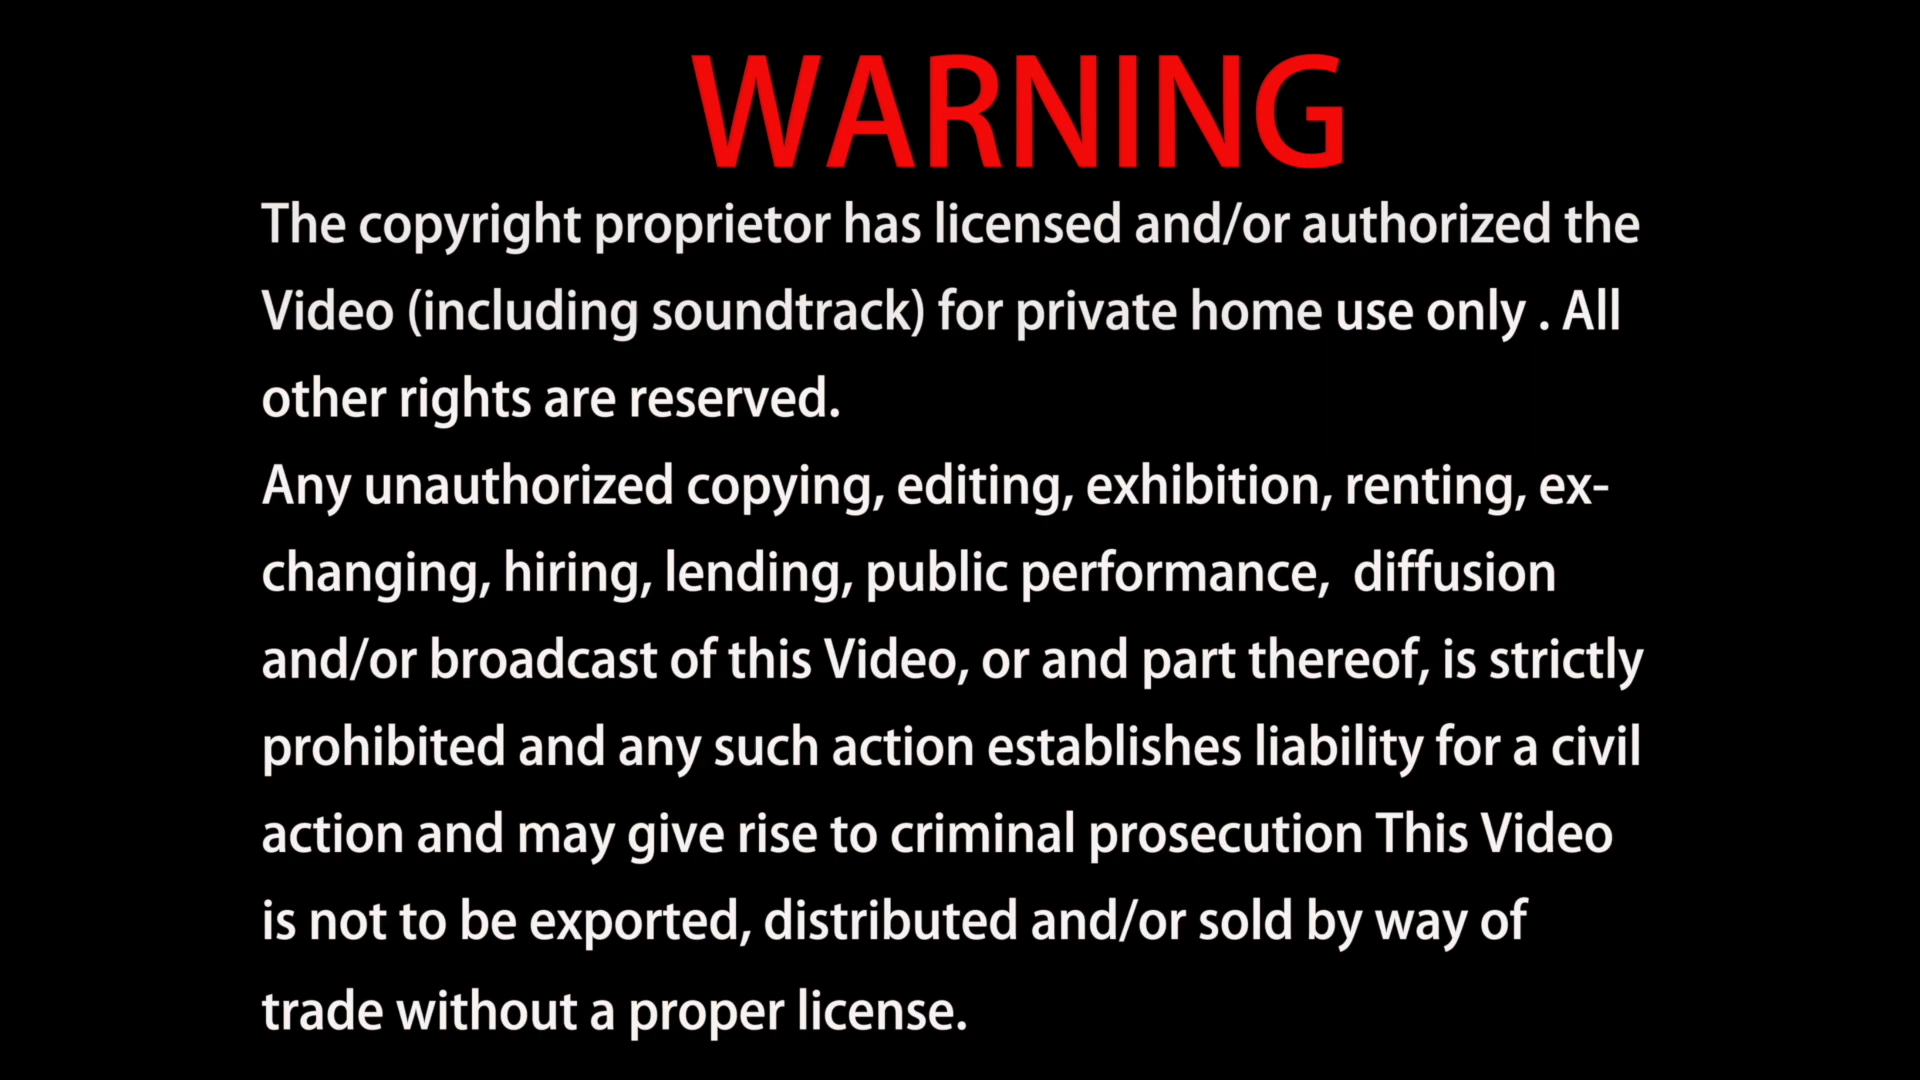 WARNING
The copyright proprietor has licensed and/or authorized the
Video (including soundtrack) for private home use only . All
other rights are reserved.
Any unauthorized copying, editing, exhibition, renting, ex-
changing, hiring, lending, public performance,  diffusion
and/or broadcast of this Video, or and part thereof, is strictly
prohibited and any such action establishes liability for a civil
action and may give rise to criminal prosecution This Video
is not to be exported, distributed and/or sold by way of
trade without a proper license.